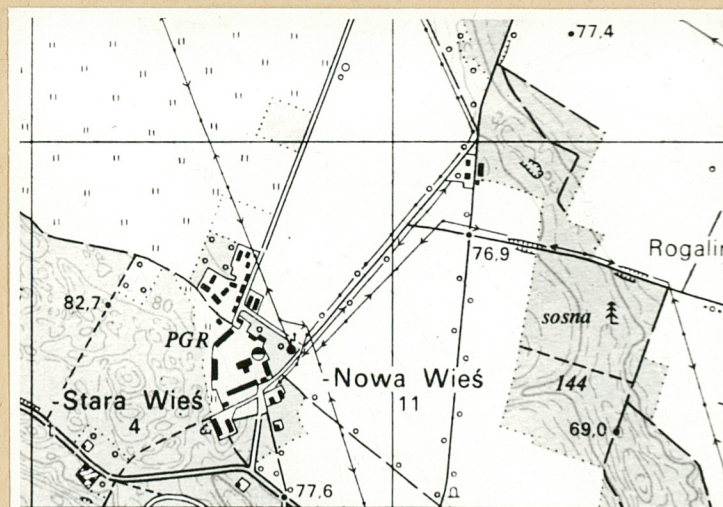 77,4
76,9
Rogalin
82,7
80
PGR
sosna
-Nowa Wieś
11
-Stara Wieś
4
144
69,0
77,6